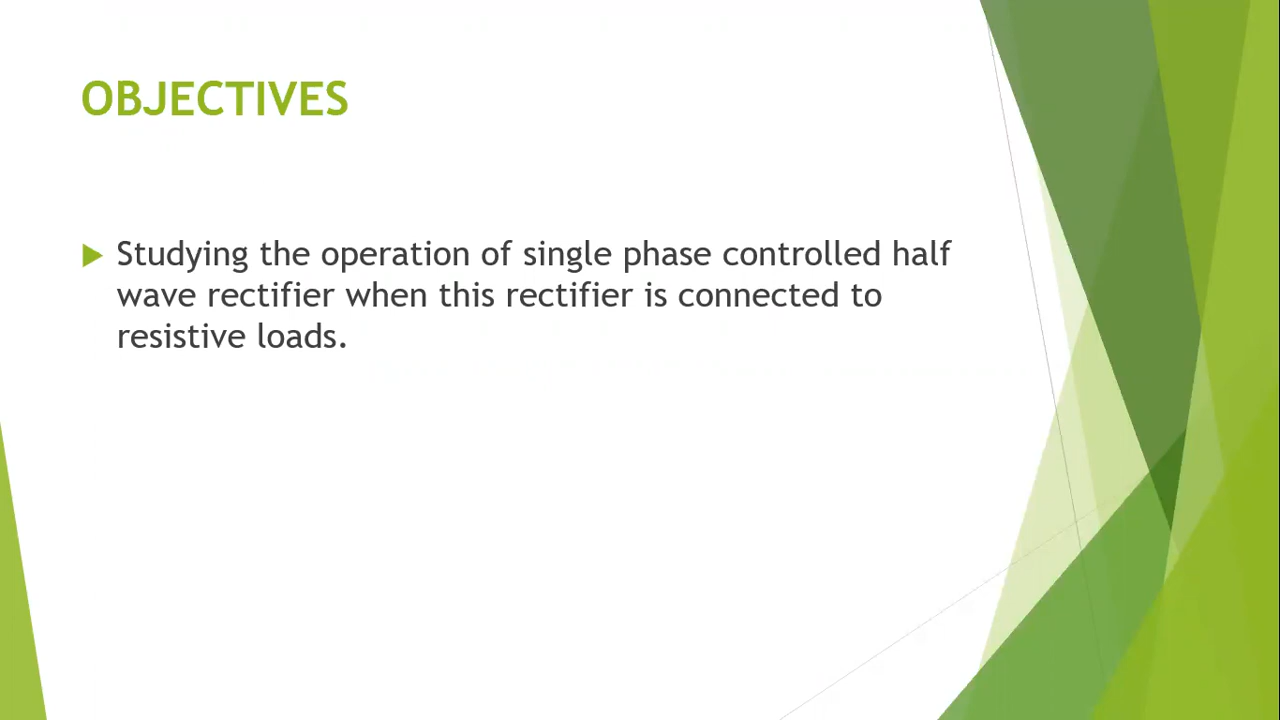 OBJECTIVES
Studying the operation of single phase controlled half
wave rectifier when this rectifier is connected to
resistive loads.